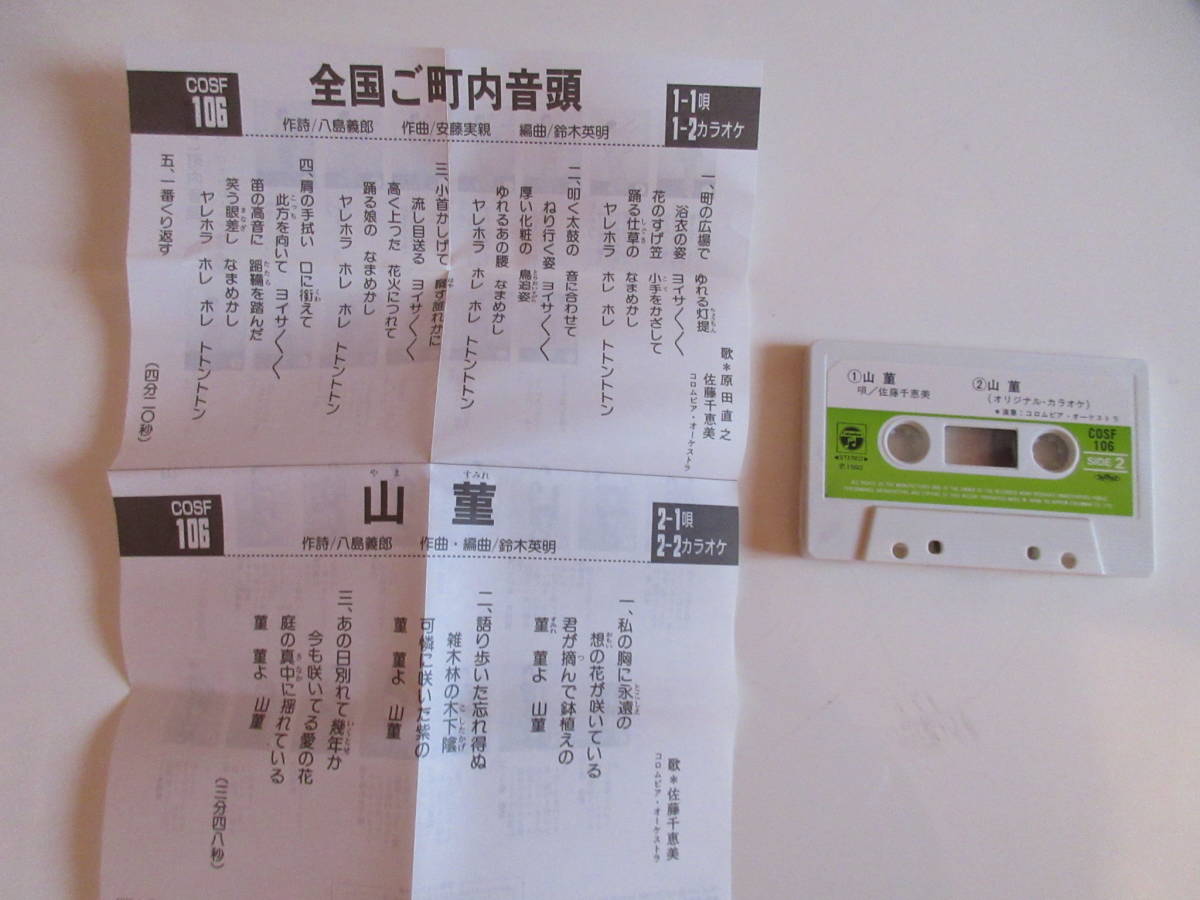 COSF
106
全国ご町内音頭
1-1唄
1-2カラオケ
作詩/八島義郎 作曲/安藤実親 編曲/鈴木英明
歌*原田直之
佐藤千恵美
コロムビア・オーケストラ
一、町の広場で ゆれる灯提
浴衣の姿 ヨイサ〱〱
花のすげ笠 小手をかざして
踊る仕草の なまめかし
ヤレホラ ホレ ホレ トトントトン
二、叩く太鼓の 音に合わせて
ねり行く姿 ヨイサ〱〱
厚い化粧の 鳥追姿
ゆれるあの腰 なまめかし
ヤレホラ ホレ ホレ トトントトン
三、小首かしげて 囃す誰れかに
流し目送る ヨイサ〱〱
高く上った 花火につれて
踊る娘の なまめかし
ヤレホラ ホレ ホレ トトントトン
四、肩の手拭い 口に銜えて
此方を向いて ヨイサ〱〱
笛の高音に 蹈鞴を踏んだ
笑う眼差し なまめかし
ヤレホラ ホレ ホレ トトントトン
五、一番くり返す
(四分二〇秒)
COSF
106
山菫
やま すみれ
2-1唄
2-2カラオケ
作詩/八島義郎 作曲・編曲/鈴木英明
歌*佐藤千恵美
コロムビア・オーケストラ
一、私の胸に永遠の
想の花が咲いている
君が摘んで鉢植えの
菫 菫よ 山菫
二、語り歩いた忘れ得ぬ
雑木林の木下陰
可憐に咲いた紫の
菫 菫よ 山菫
三、あの日別れて幾年か
今も咲いてる愛の花
庭の真中に揺れている
菫 菫よ 山菫
(三分四八秒)
①山菫
唄/佐藤千恵美
②山菫
(オリジナル・カラオケ)
*演奏:コロムビア・オーケストラ
COSF
106
STEREO
SIDE 2